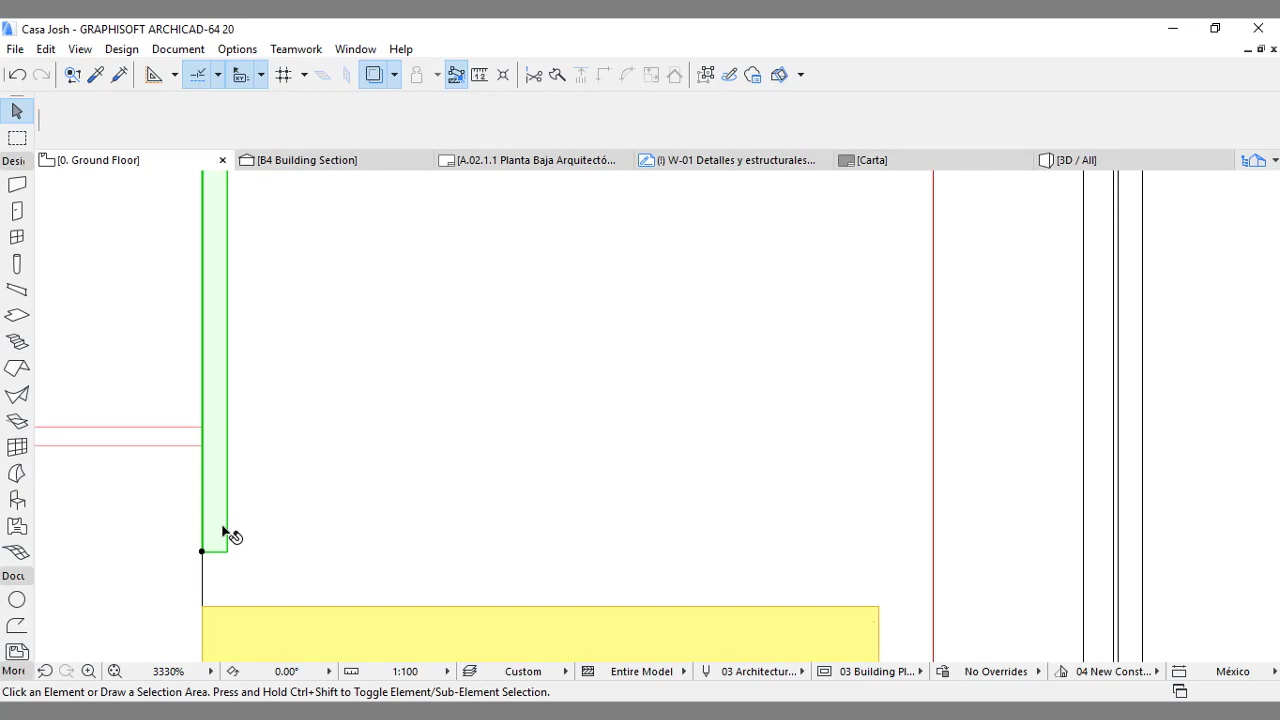 Casa Josh - GRAPHISOFT ARCHICAD-64 20
File Edit View Design Document Options Teamwork Window Help
[0. Ground Floor] [B4 Building Section] [A.02.1.1 Planta Baja Arquitectó... (!) W-01 Detalles y estructurales... [Carta] [3D / All]
Desi
Docu
More
3330% 0.00° 1:100 Custom Entire Model 03 Architectur... 03 Building Pl... No Overrides 04 New Const... México
Click an Element or Draw a Selection Area. Press and Hold Ctrl+Shift to Toggle Element/Sub-Element Selection.